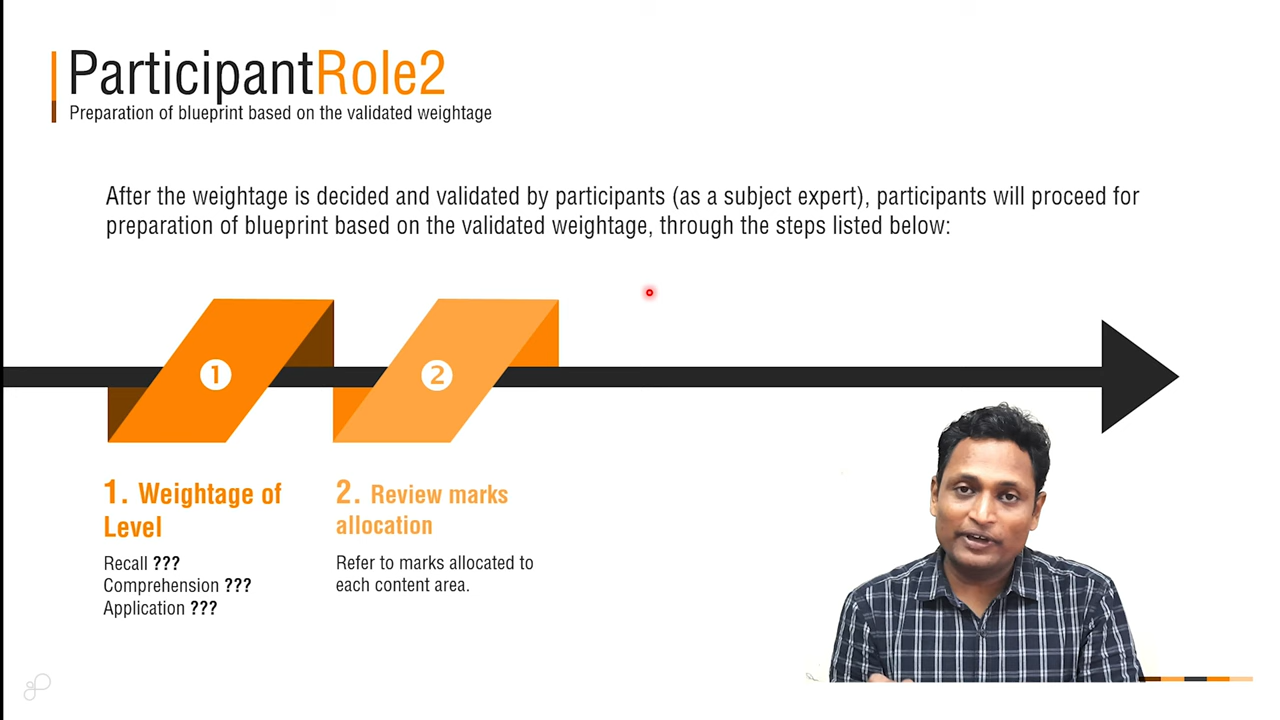 ParticipantRole2
Preparation of blueprint based on the validated weightage
After the weightage is decided and validated by participants (as a subject expert), participants will proceed for
preparation of blueprint based on the validated weightage, through the steps listed below:
1
2
1. Weightage of
Level
Recall ???
Comprehension ???
Application ???
2. Review marks
allocation
Refer to marks allocated to
each content area.